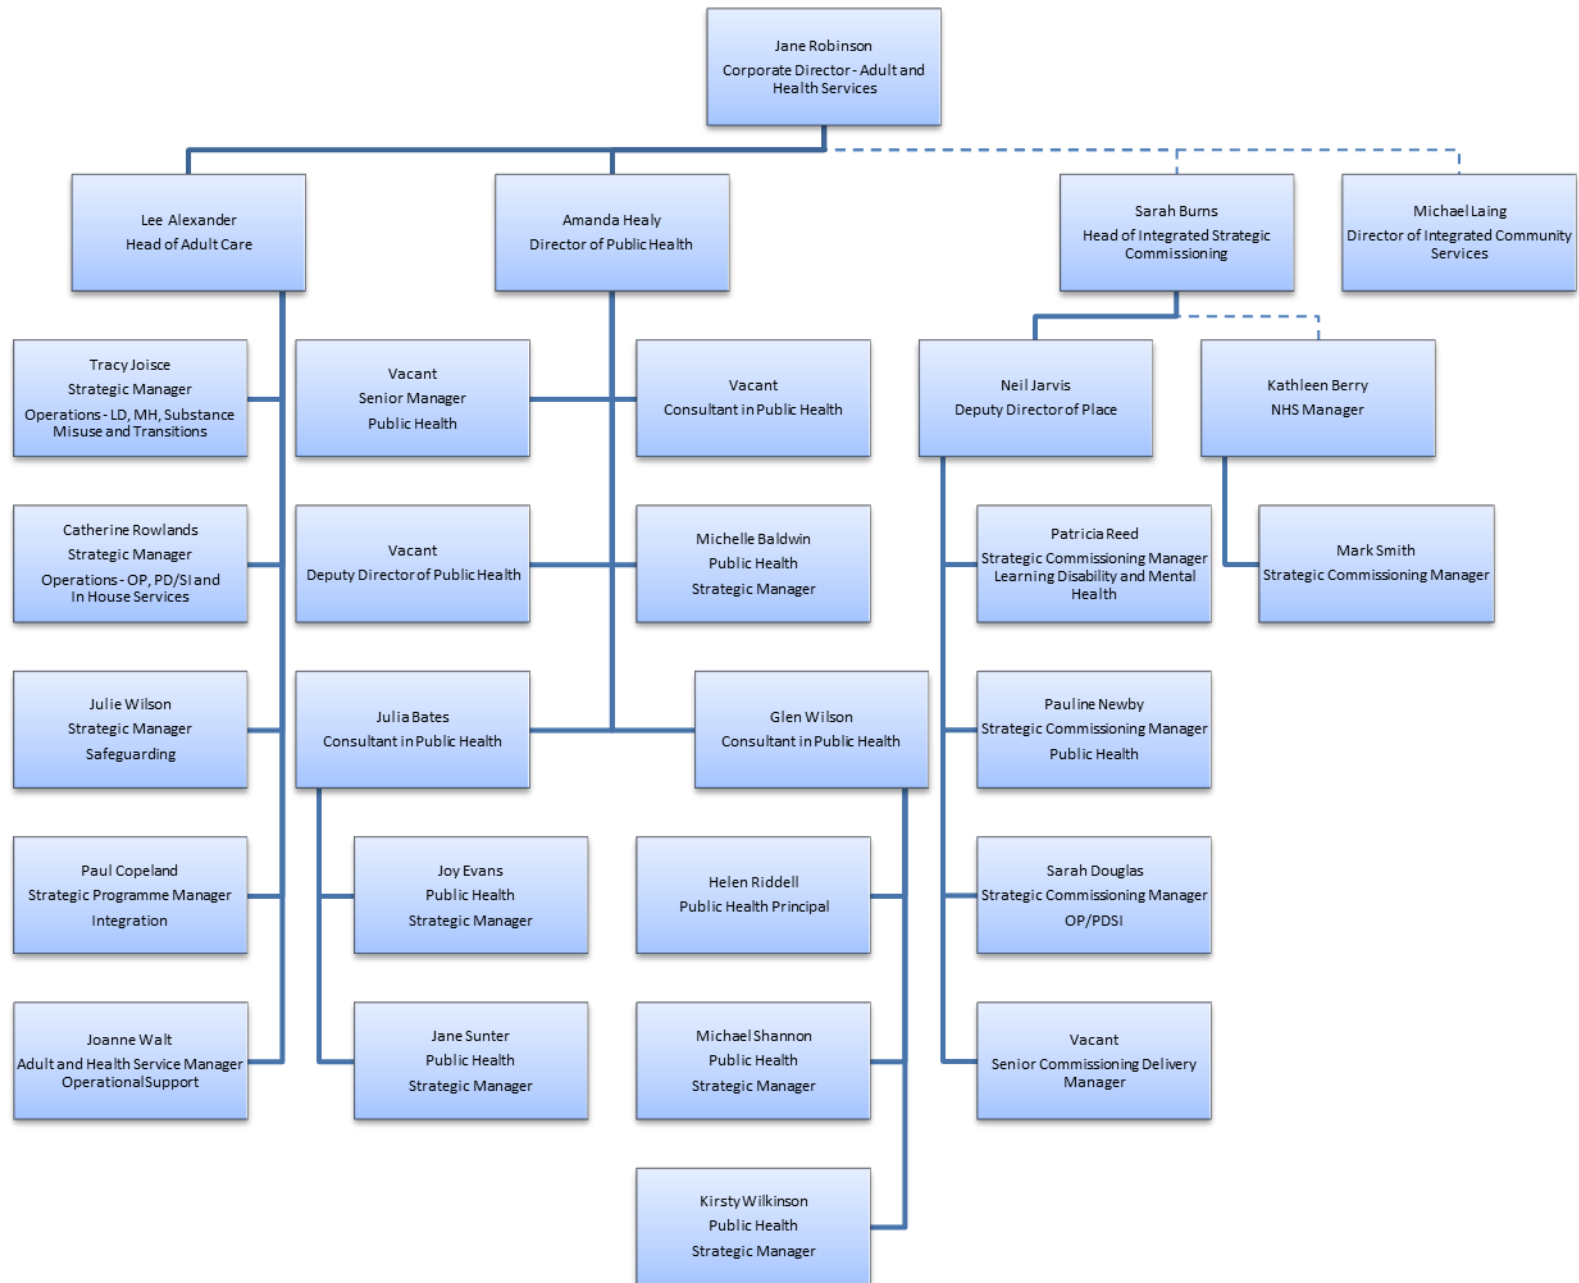 Jane Robinson
Corporate Director - Adult and
Health Services
Lee Alexander
Head of Adult Care
Amanda Healy
Director of Public Health
Sarah Burns
Head of Integrated Strategic
Commissioning
Michael Laing
Director of Integrated Community
Services
Tracy Joisce
Strategic Manager
Operations - LD, MH, Substance
Misuse and Transitions
Vacant
Senior Manager
Public Health
Vacant
Consultant in Public Health
Neil Jarvis
Deputy Director of Place
Kathleen Berry
NHS Manager
Catherine Rowlands
Strategic Manager
Operations - OP, PD/SI and
In House Services
Vacant
Deputy Director of Public Health
Michelle Baldwin
Public Health
Strategic Manager
Patricia Reed
Strategic Commissioning Manager
Learning Disability and Mental
Health
Mark Smith
Strategic Commissioning Manager
Julie Wilson
Strategic Manager
Safeguarding
Julia Bates
Consultant in Public Health
Glen Wilson
Consultant in Public Health
Pauline Newby
Strategic Commissioning Manager
Public Health
Paul Copeland
Strategic Programme Manager
Integration
Joy Evans
Public Health
Strategic Manager
Helen Riddell
Public Health Principal
Sarah Douglas
Strategic Commissioning Manager
OP/PDSI
Joanne Walt
Adult and Health Service Manager
Operational Support
Jane Sunter
Public Health
Strategic Manager
Michael Shannon
Public Health
Strategic Manager
Vacant
Senior Commissioning Delivery
Manager
Kirsty Wilkinson
Public Health
Strategic Manager